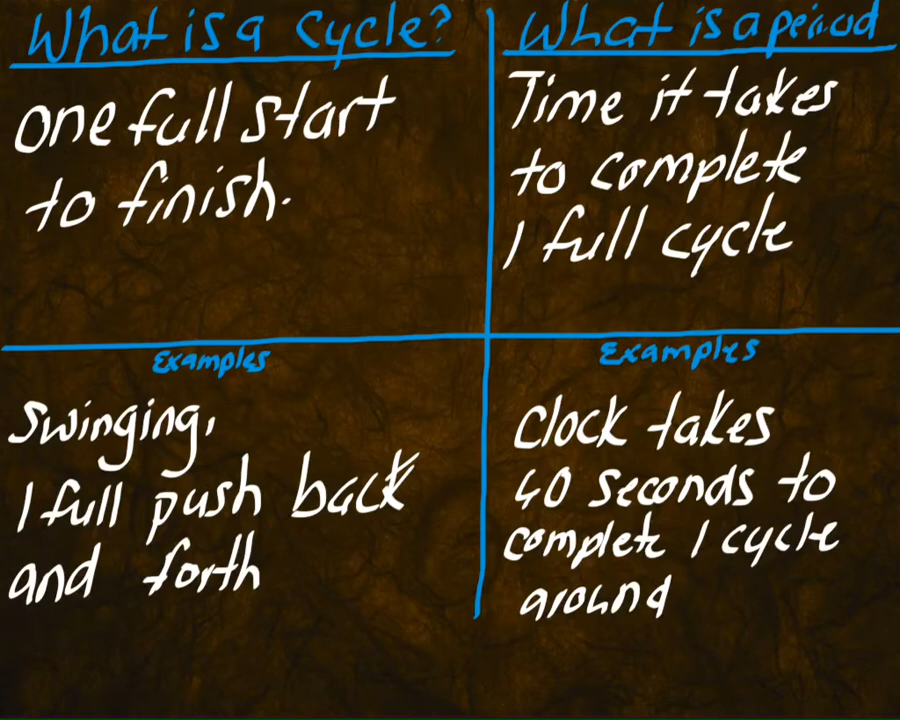 What is a cycle?
one full start
to finish.
What is a period
Time it takes
to complete
1 full cycle
Examples
Swinging,
1 full push back
and forth
Examples
Clock takes
40 seconds to
complete 1 cycle
around